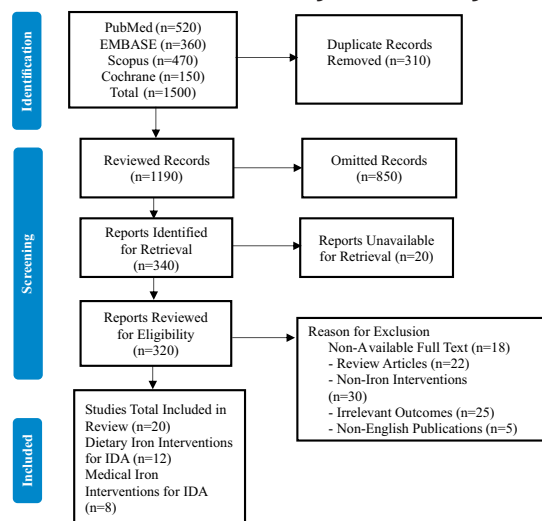 Identification
PubMed (n=520)
EMBASE (n=360)
Scopus (n=470)
Cochrane (n=150)
Total (n=1500)
Duplicate Records
Removed (n=310)
Screening
Reviewed Records
(n=1190)
Omitted Records
(n=850)
Reports Identified
for Retrieval
(n=340)
Reports Unavailable
for Retrieval (n=20)
Reports Reviewed
for Eligibility
(n=320)
Reason for Exclusion
Non-Available Full Text (n=18)
- Review Articles (n=22)
- Non-Iron Interventions
(n=30)
- Irrelevant Outcomes (n=25)
- Non-English Publications (n=5)
Included
Studies Total Included in
Review (n=20)
Dietary Iron Interventions
for IDA (n=12)
Medical Iron
Interventions for IDA
(n=8)